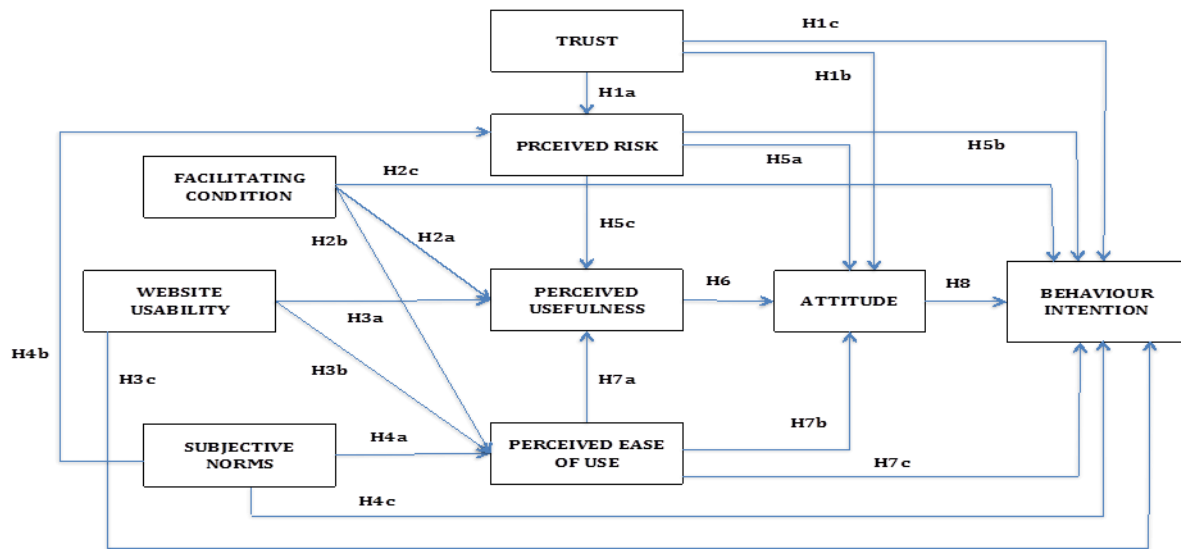 H1c
TRUST
H1b
H1a
PRCEIVED RISK
H5b
H5a
FACILITATING
CONDITION
H2c
H5c
H2a
H2b
WEBSITE
USABILITY
PERCEIVED
USEFULNESS
H6
ATTITUDE
H8
BEHAVIOUR
INTENTION
H3a
H4b
H3b
H3c
H7a
SUBJECTIVE
NORMS
H4a
PERCEIVED EASE
OF USE
H7b
H7c
H4c